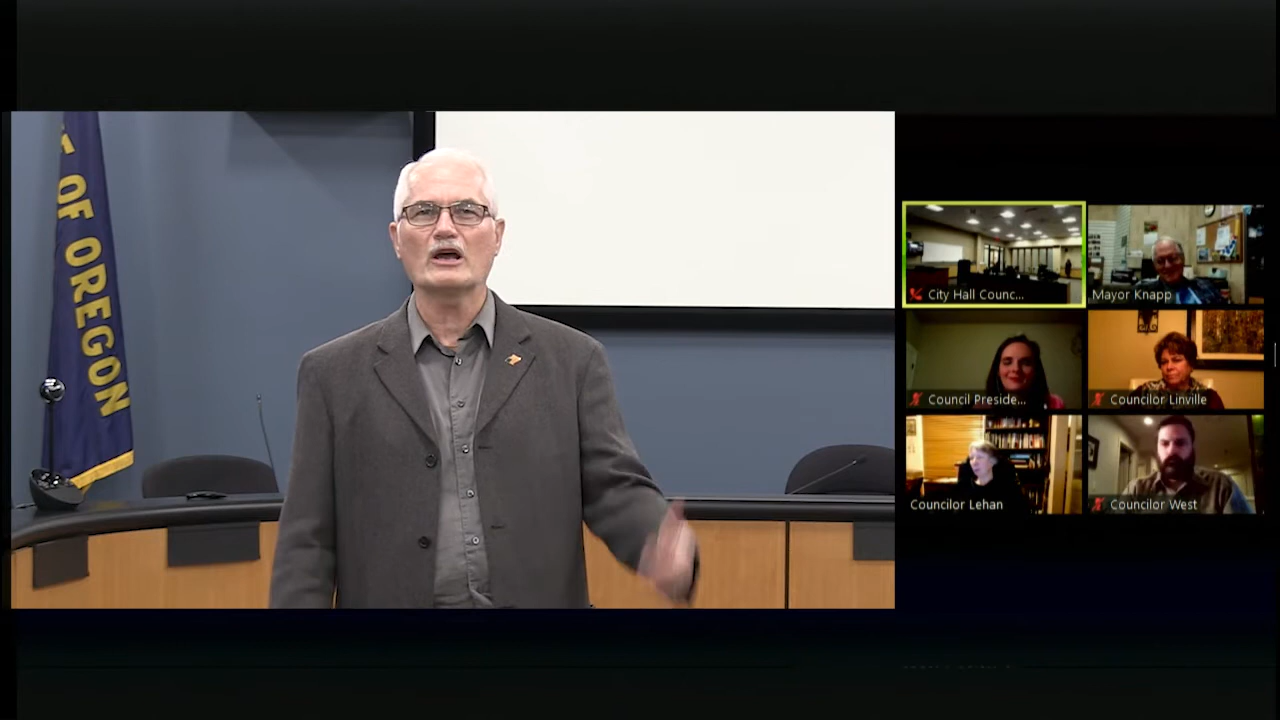 OF OREGON
City Hall Counc...
Mayor Knapp
Council Preside...
Councilor Linville
Councilor Lehan
Councilor West